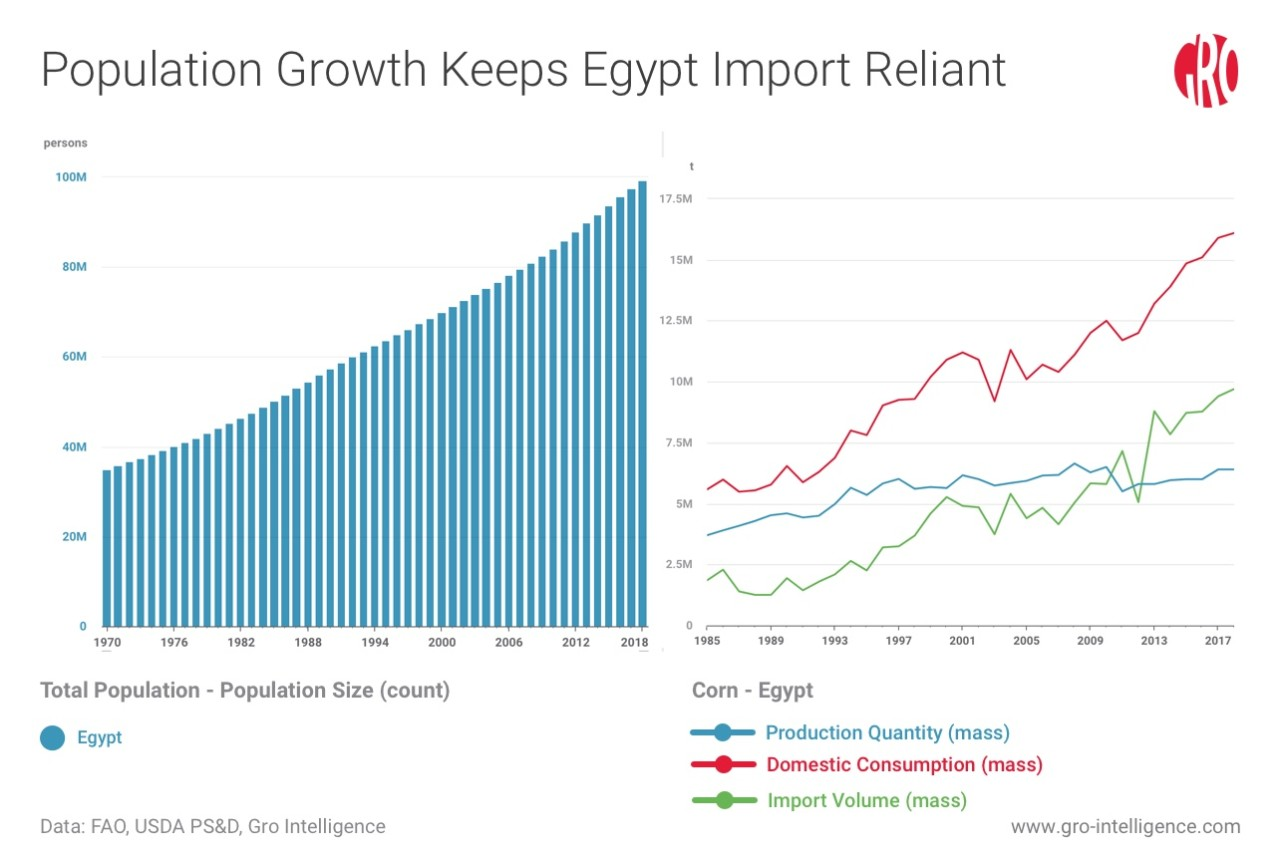 Population Growth Keeps Egypt Import Reliant
GRO
persons
100M
80M
60M
40M
20M
0
1970 1976 1982 1988 1994 2000 2006 2012 2018
t
17.5M
15M
12.5M
10M
7.5M
5M
2.5M
0
1985 1989 1993 1997 2001 2005 2009 2013 2017
Total Population - Population Size (count)
Egypt
Corn - Egypt
Production Quantity (mass)
Domestic Consumption (mass)
Import Volume (mass)
Data: FAO, USDA PS&D, Gro Intelligence
www.gro-intelligence.com